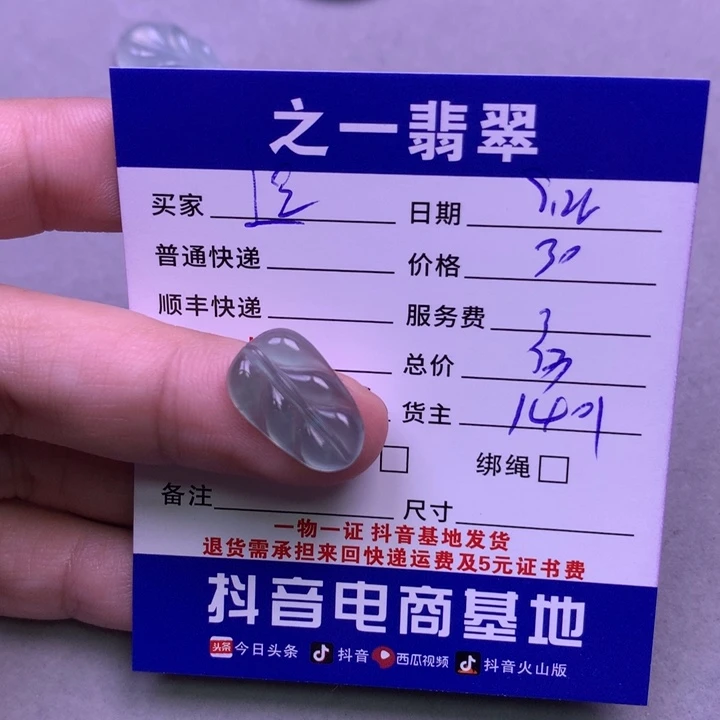 之一翡翠
买家 日期
普通快递 价格 30
顺丰快递 服务费 3
总价
货主
绑绳
备注 尺寸
一物一证 抖音基地发货
退货需承担来回快递运费及5元证书费
抖音电商基地
头条 今日头条 抖音 西瓜视频 抖音火山版